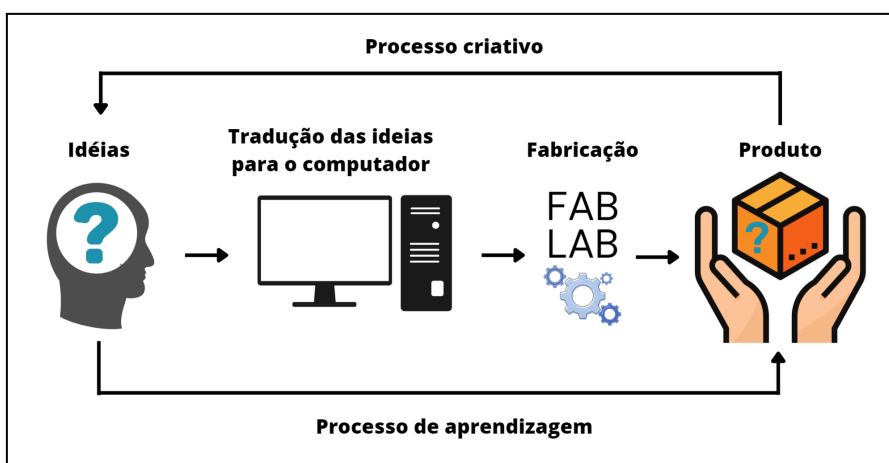 Processo criativo
Idéias
Tradução das ideias
para o computador
Fabricação
Produto
?
FAB
LAB
?
Processo de aprendizagem